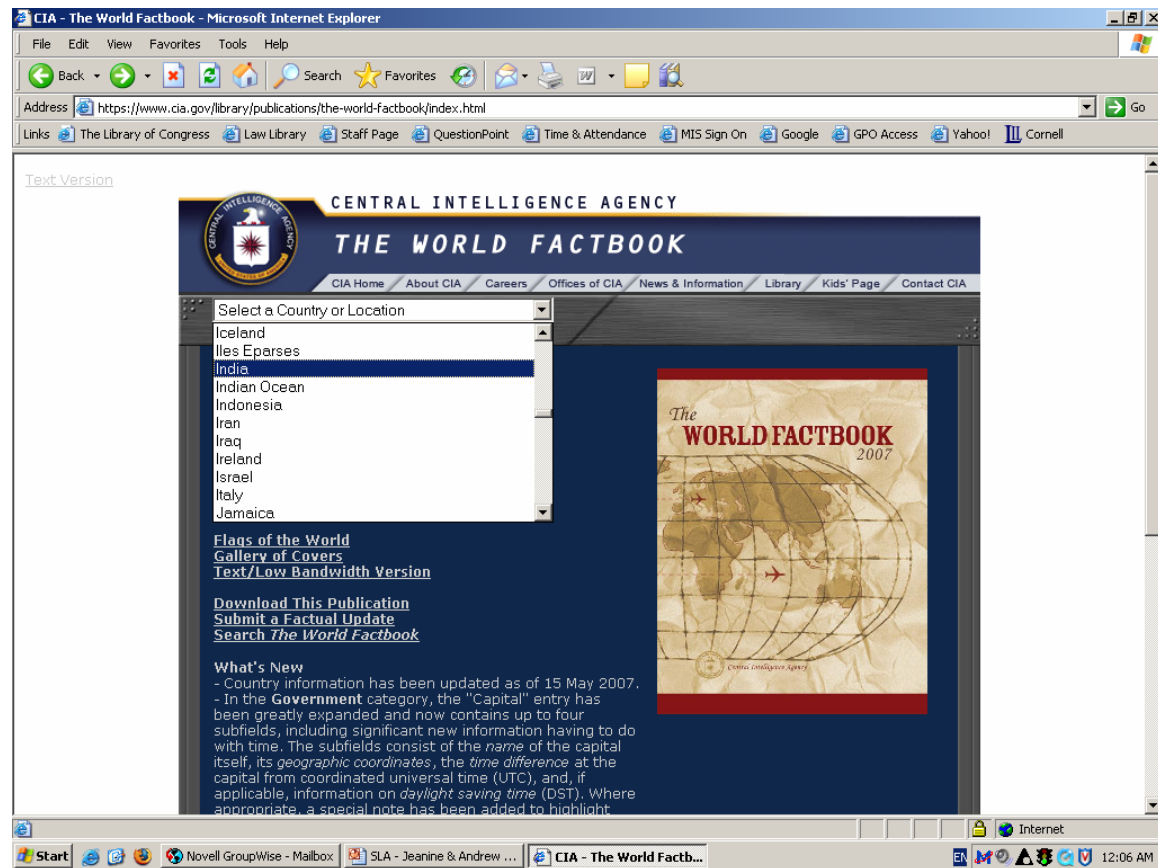 CIA - The World Factbook - Microsoft Internet Explorer
File Edit View Favorites Tools Help
Back Search Favorites
Address https://www.cia.gov/library/publications/the-world-factbook/index.html Go
Links The Library of Congress Law Library Staff Page QuestionPoint Time & Attendance MIS Sign On Google GPO Access Yahoo! Cornell
Text Version
CENTRAL INTELLIGENCE AGENCY
THE WORLD FACTBOOK
CIA Home About CIA Careers Offices of CIA News & Information Library Kids' Page Contact CIA
Select a Country or Location
Iceland
Iles Eparses
India
Indian Ocean
Indonesia
Iran
Iraq
Ireland
Israel
Italy
Jamaica
The
WORLD FACTBOOK
2007
Central Intelligence Agency
Flags of the World
Gallery of Covers
Text/Low Bandwidth Version
Download This Publication
Submit a Factual Update
Search The World Factbook
What's New
- Country information has been updated as of 15 May 2007.
- In the Government category, the "Capital" entry has
been greatly expanded and now contains up to four
subfields, including significant new information having to do
with time. The subfields consist of the name of the capital
itself, its geographic coordinates, the time difference at the
capital from coordinated universal time (UTC), and, if
applicable, information on daylight saving time (DST). Where
appropriate, a special note has been added to highlight
Internet
Start Novell GroupWise - Mailbox SLA - Jeanine & Andrew ... CIA - The World Factb... EN 12:06 AM